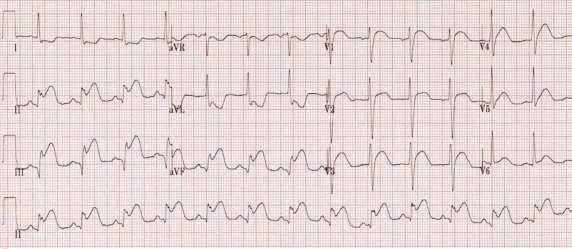 I aVR V1 V4
II aVL V2 V5
III aVF V3 V6
II